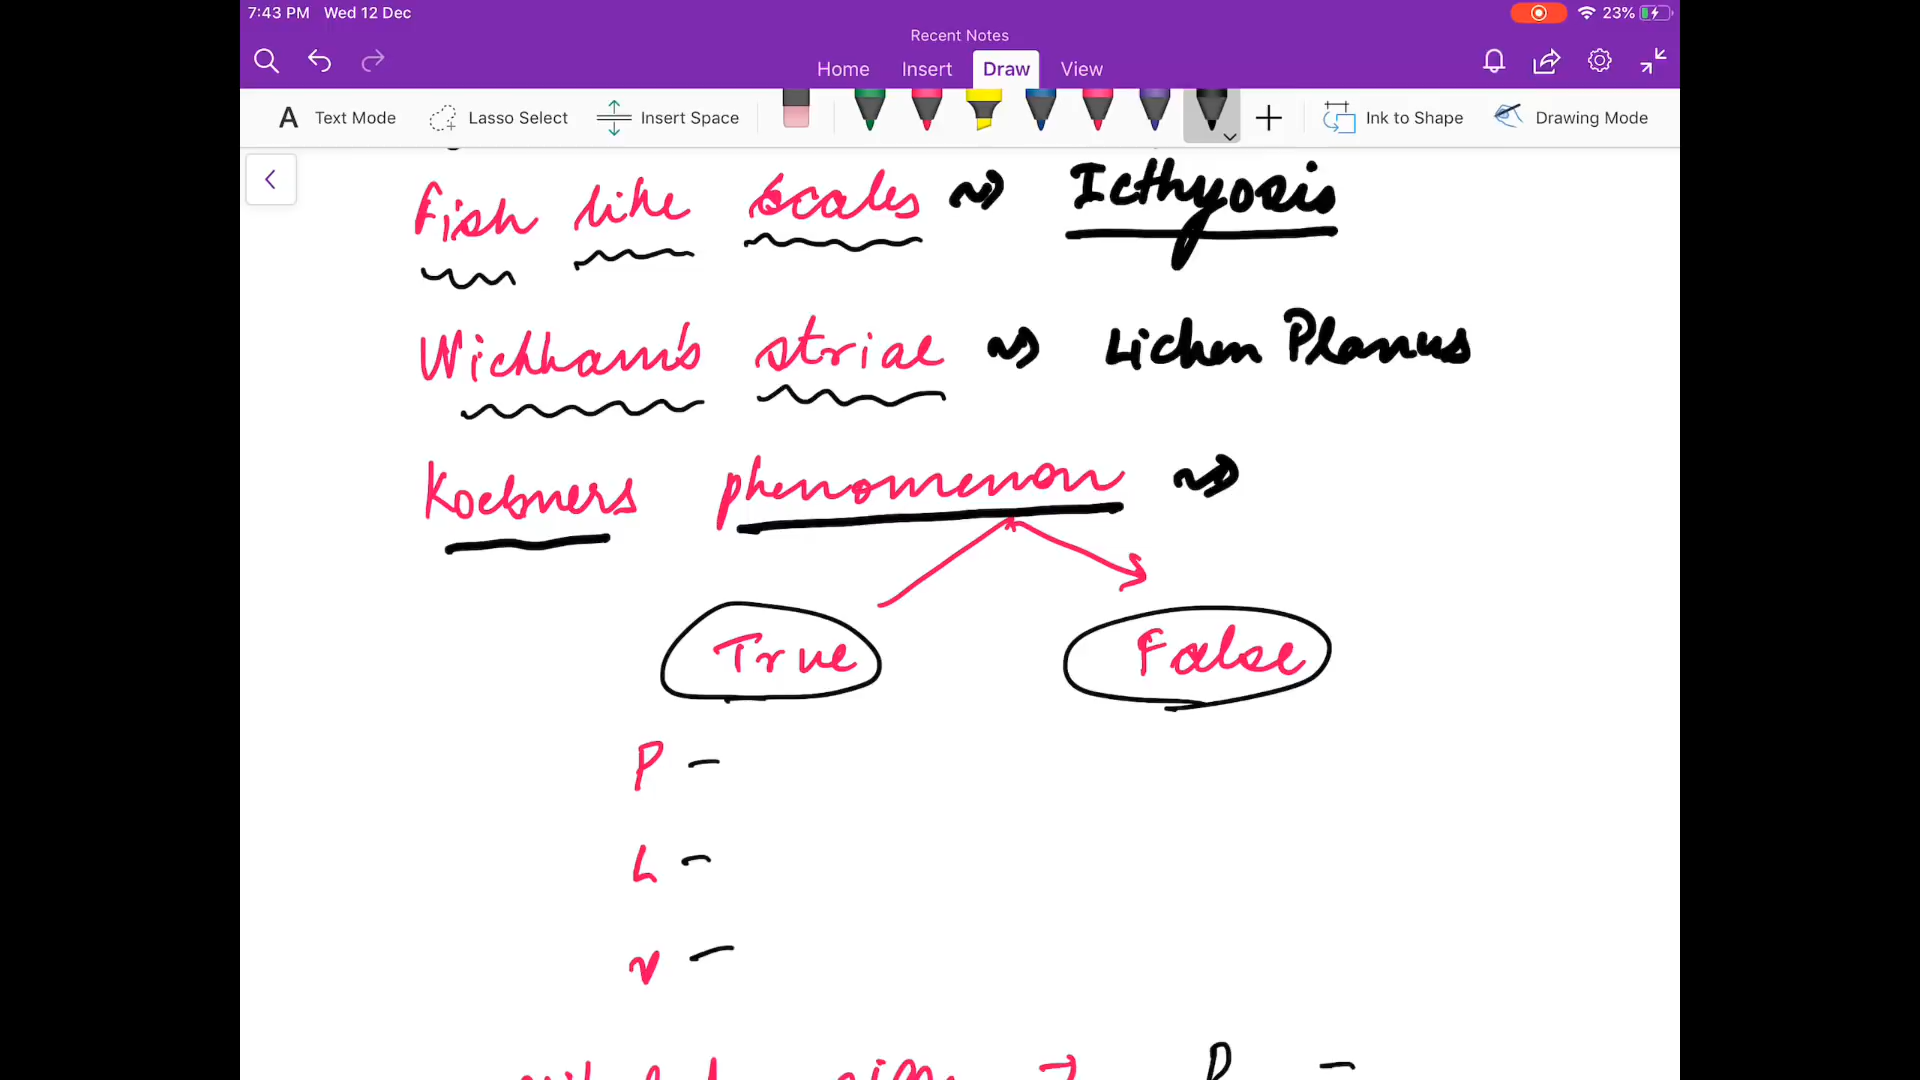 7:43 PM Wed 12 Dec 23%
Recent Notes
Home Insert Draw View
A Text Mode Lasso Select Insert Space Ink to Shape Drawing Mode
Fish like scales Icthyosis
Wickham's striae Lichen Planus
Koebners phenomenon
True False
P -
L -
V -